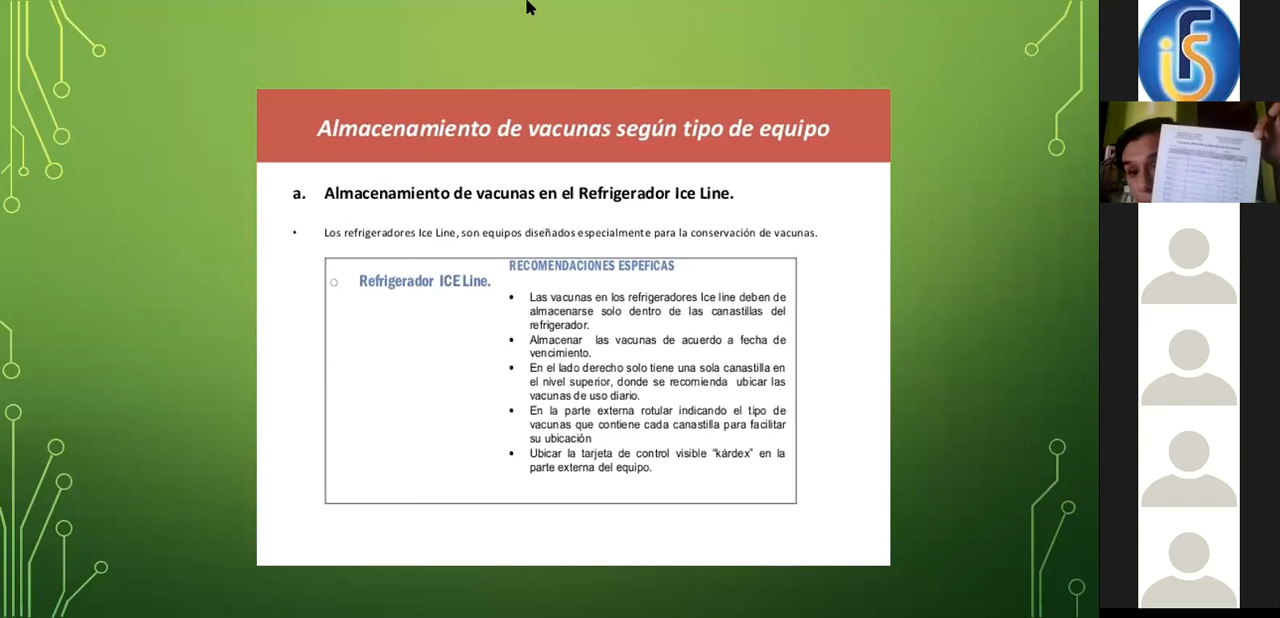 Almacenamiento de vacunas según tipo de equipo
a. Almacenamiento de vacunas en el Refrigerador Ice Line.
• Los refrigeradores Ice Line, son equipos diseñados especialmente para la conservación de vacunas.
○ Refrigerador ICE Line.
RECOMENDACIONES ESPEFICAS
• Las vacunas en los refrigeradores Ice line deben de
almacenarse solo dentro de las canastillas del
refrigerador.
• Almacenar las vacunas de acuerdo a fecha de
vencimiento.
• En el lado derecho solo tiene una sola canastilla en
el nivel superior, donde se recomienda ubicar las
vacunas de uso diario.
• En la parte externa rotular indicando el tipo de
vacunas que contiene cada canastilla para facilitar
su ubicación
• Ubicar la tarjeta de control visible “kárdex” en la
parte externa del equipo.